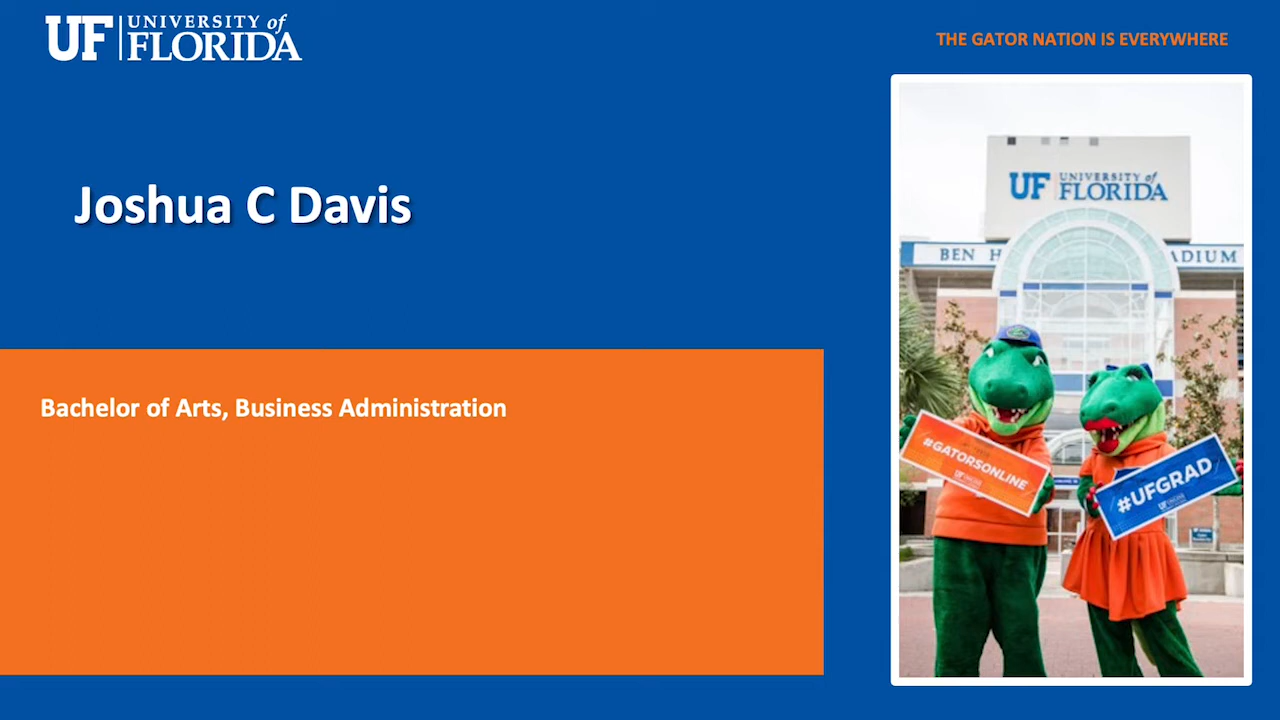 UF UNIVERSITY of
FLORIDA
THE GATOR NATION IS EVERYWHERE
Joshua C Davis
Bachelor of Arts, Business Administration
UF UNIVERSITY of
FLORIDA
BEN H
ADIUM
#GATORSONLINE
#UFGRAD